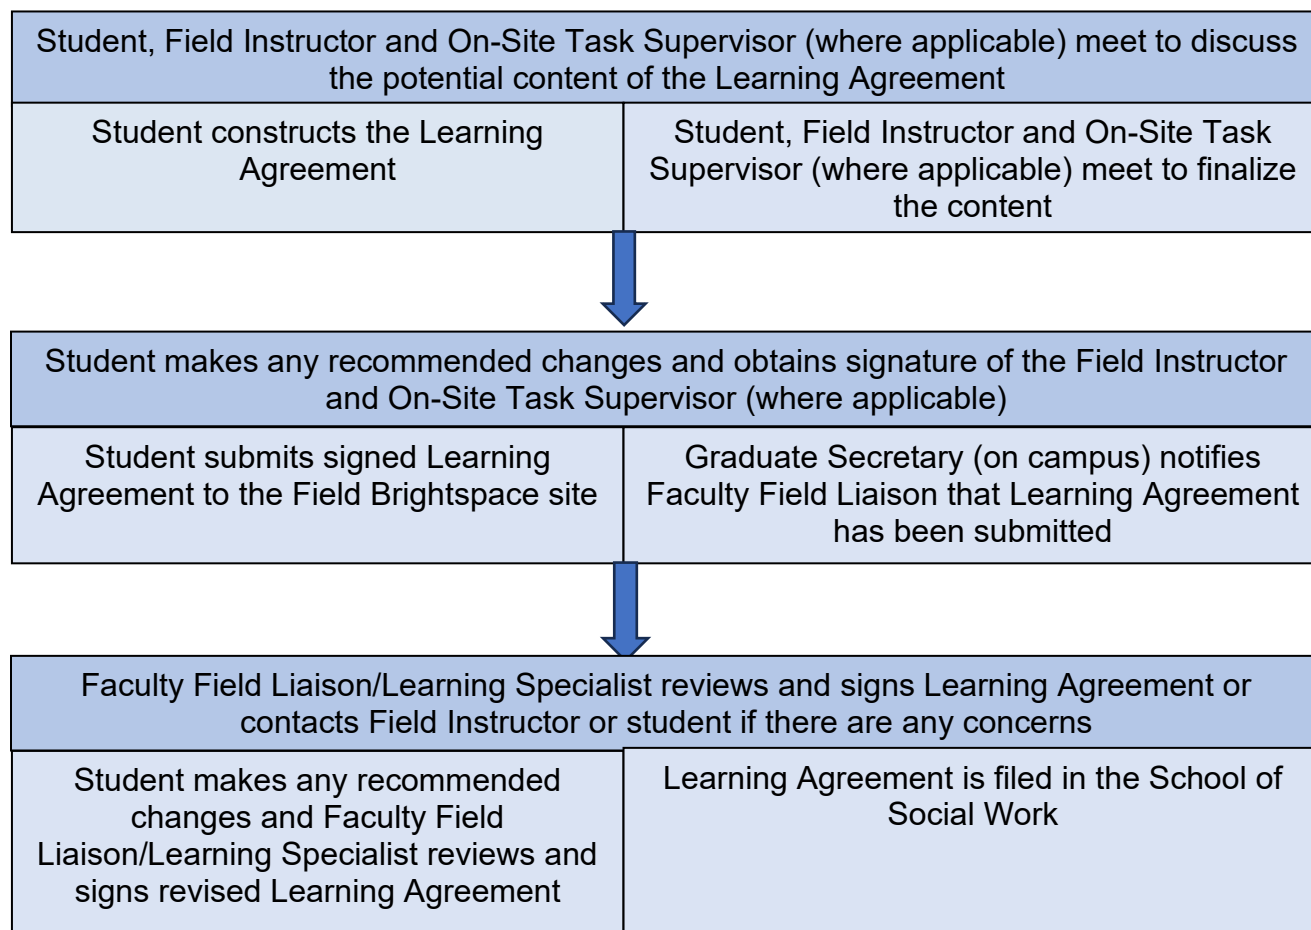 Student, Field Instructor and On-Site Task Supervisor (where applicable) meet to discuss
the potential content of the Learning Agreement
Student constructs the Learning
Agreement
Student, Field Instructor and On-Site Task
Supervisor (where applicable) meet to finalize
the content
Student makes any recommended changes and obtains signature of the Field Instructor
and On-Site Task Supervisor (where applicable)
Student submits signed Learning
Agreement to the Field Brightspace site
Graduate Secretary (on campus) notifies
Faculty Field Liaison that Learning Agreement
has been submitted
Faculty Field Liaison/Learning Specialist reviews and signs Learning Agreement or
contacts Field Instructor or student if there are any concerns
Student makes any recommended
changes and Faculty Field
Liaison/Learning Specialist reviews and
signs revised Learning Agreement
Learning Agreement is filed in the School of
Social Work